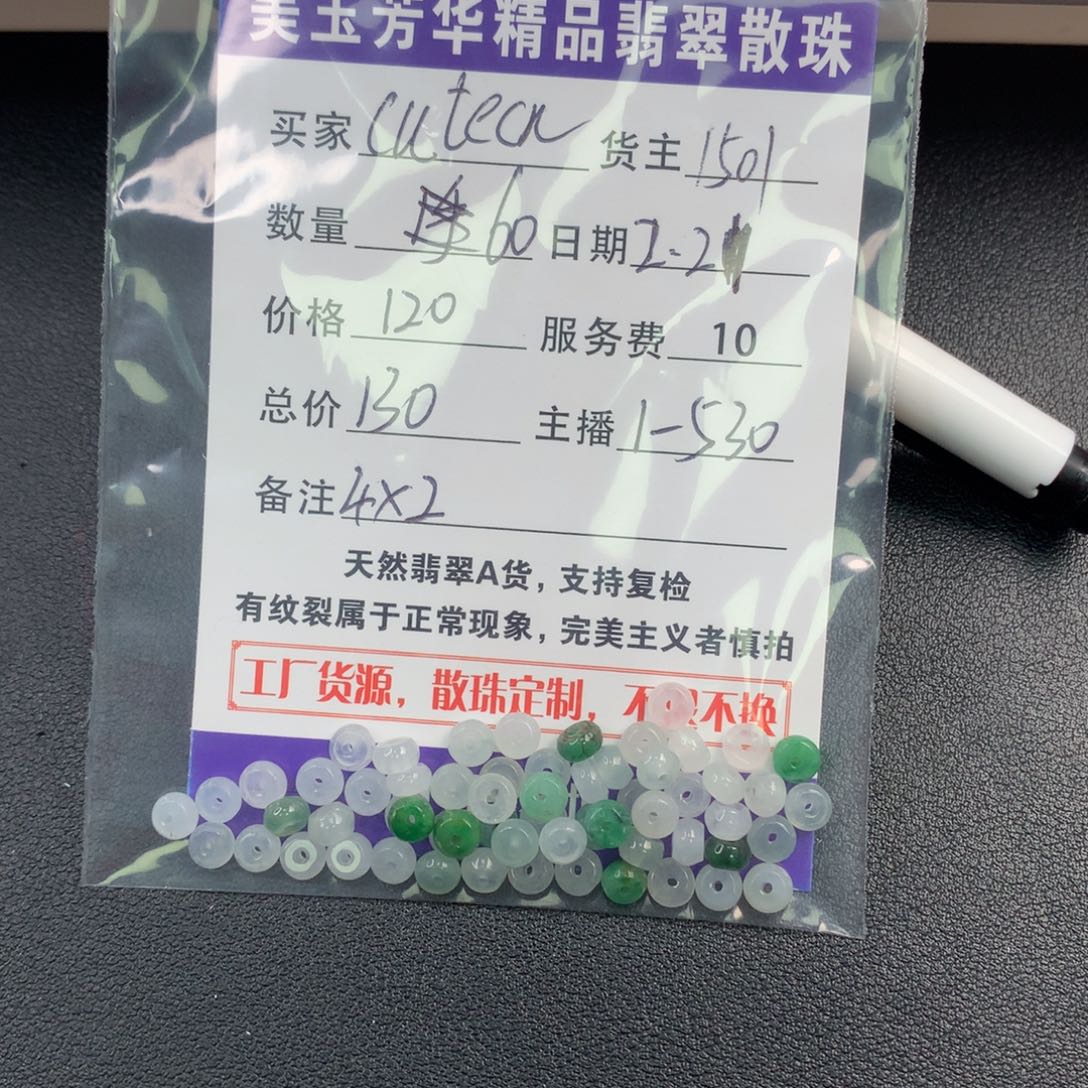 美玉芳华精品翡翠散珠
买家 cutecn 货主 1501
数量 60 日期 2-2
价格 120 服务费 10
总价 130 主播 1-530
备注 4×2
天然翡翠A货，支持复检
有纹裂属于正常现象，完美主义者慎拍
工厂货源，散珠定制，不退不换